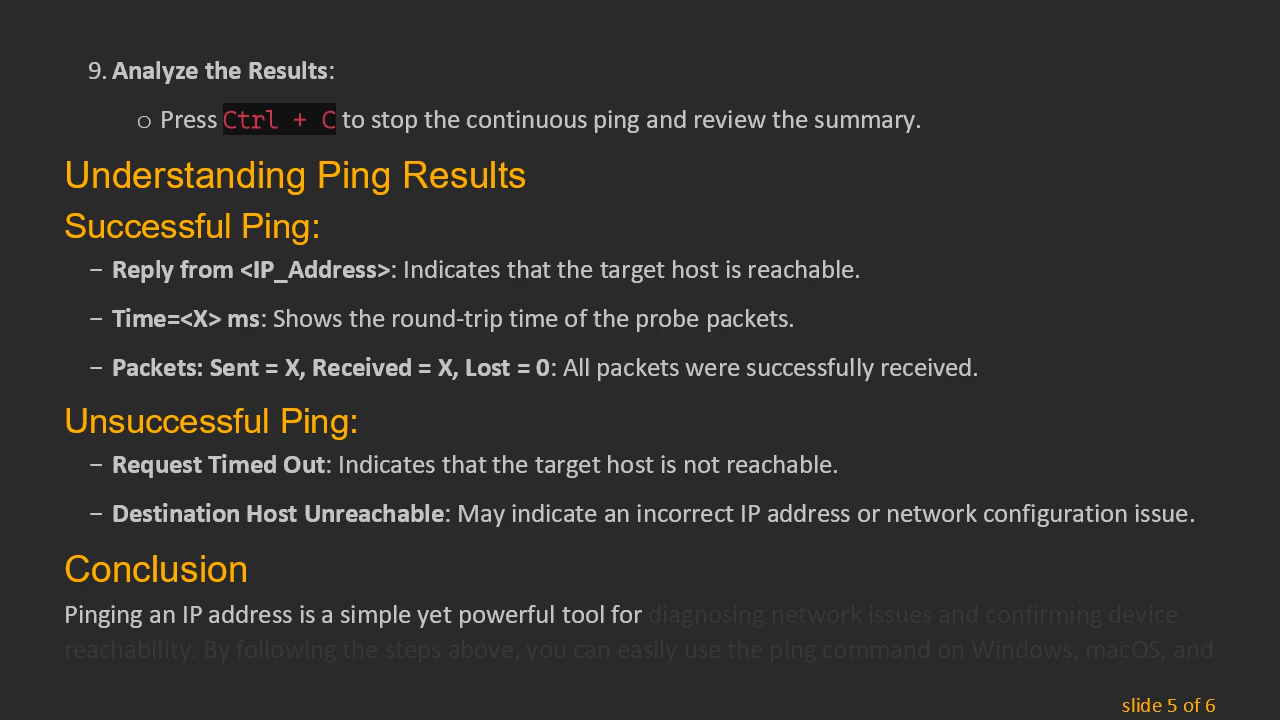 9. Analyze the Results:
o Press Ctrl + C to stop the continuous ping and review the summary.
Understanding Ping Results
Successful Ping:
− Reply from <IP_Address>: Indicates that the target host is reachable.
− Time=<X> ms: Shows the round-trip time of the probe packets.
− Packets: Sent = X, Received = X, Lost = 0: All packets were successfully received.
Unsuccessful Ping:
− Request Timed Out: Indicates that the target host is not reachable.
− Destination Host Unreachable: May indicate an incorrect IP address or network configuration issue.
Conclusion
Pinging an IP address is a simple yet powerful tool for diagnosing network issues and confirming device
reachability. By following the steps above, you can easily use the ping command on Windows, macOS, and
slide 5 of 6